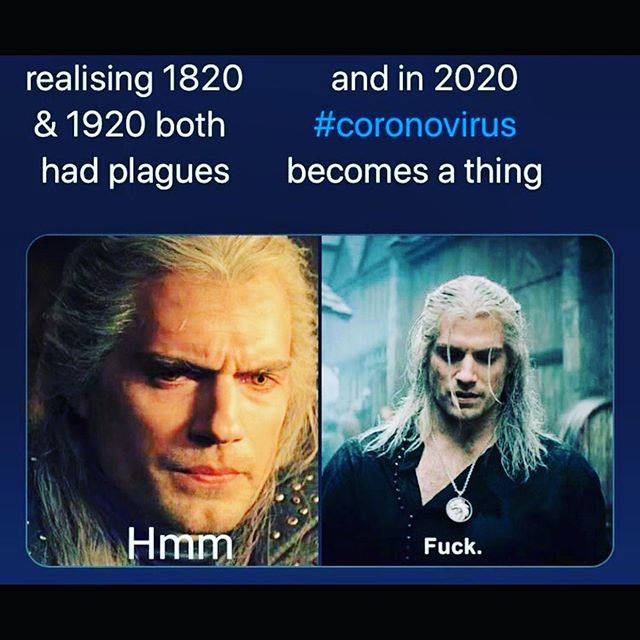 realising 1820
& 1920 both
had plagues
and in 2020
#coronovirus
becomes a thing
Hmm
Fuck.